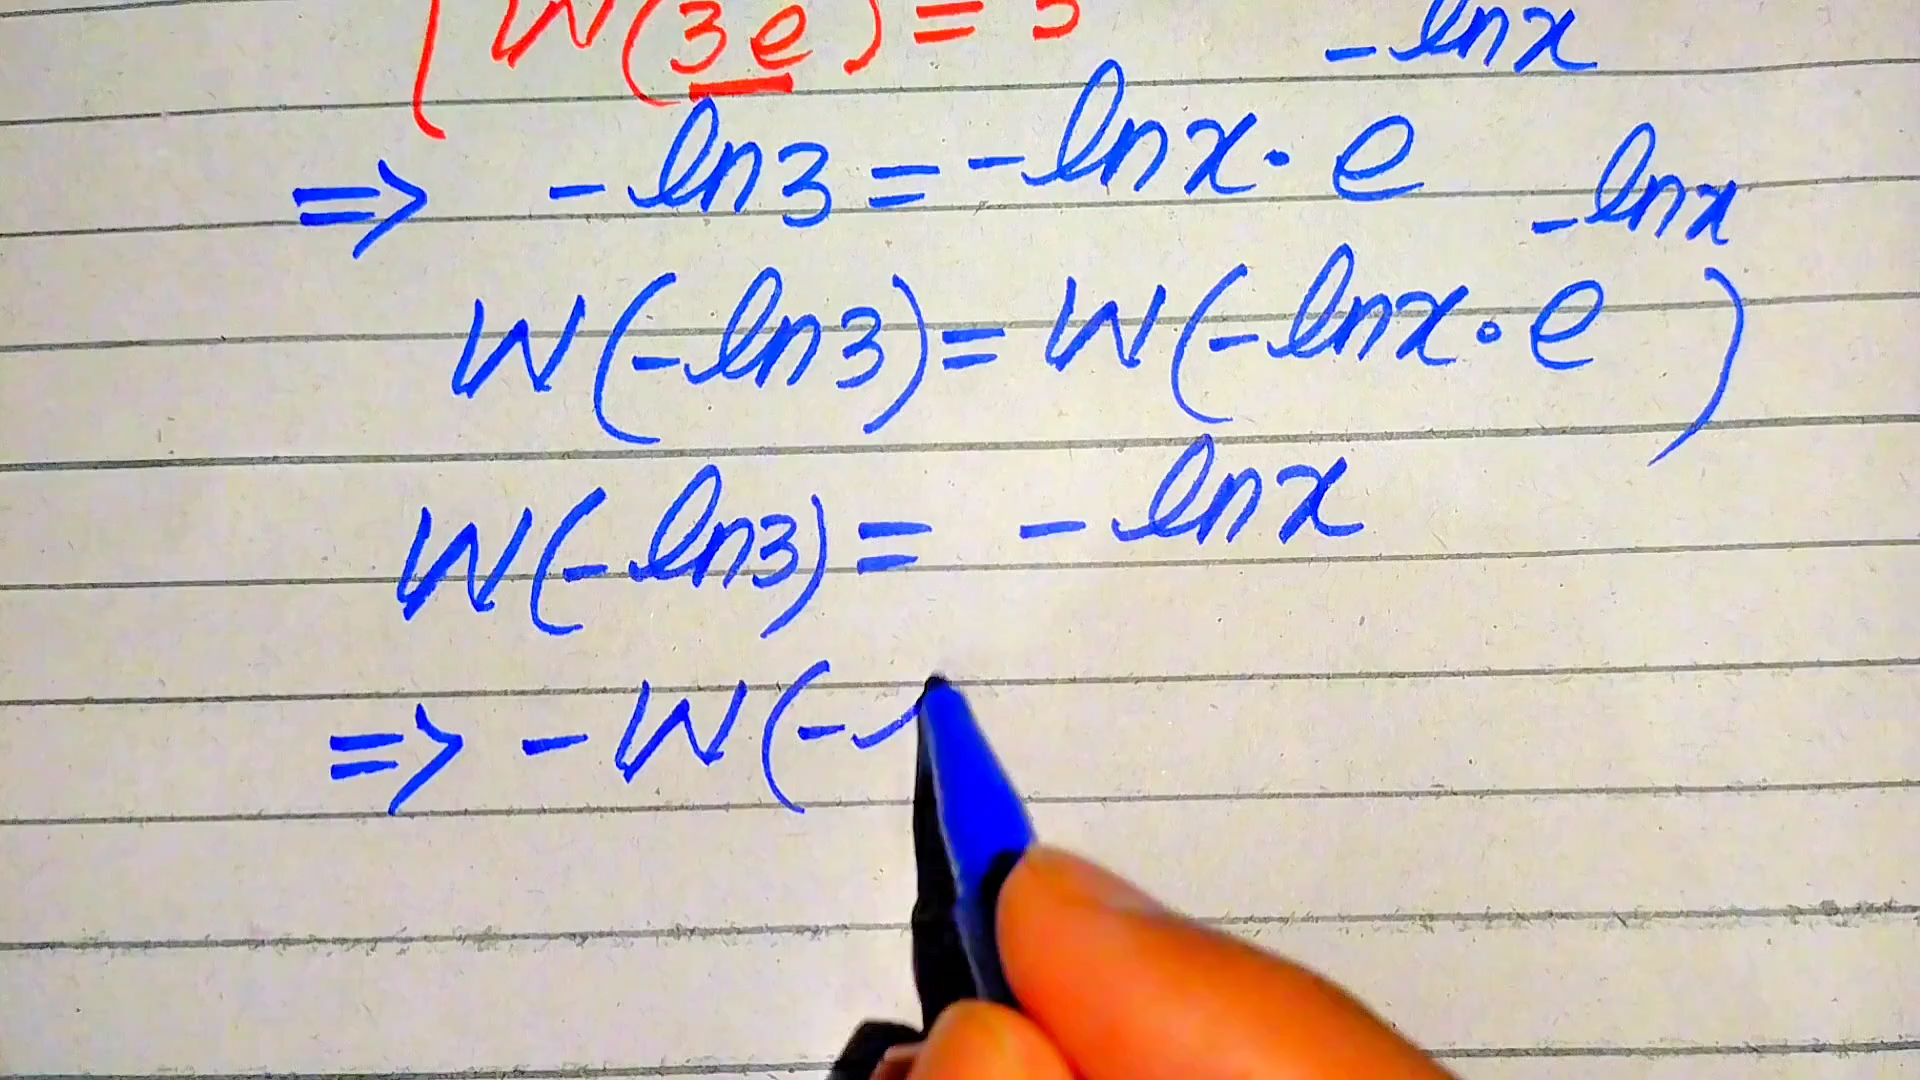 W(3e) = 3
⇒ -ln3 = -lnx · e^(-lnx)
W(-ln3) = W(-lnx · e^(-lnx))
W(-ln3) = -lnx
⇒ -W(-